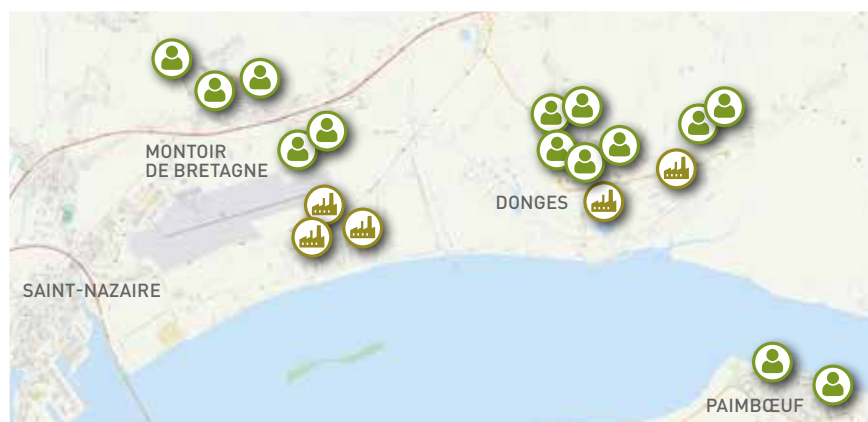 MONTOIR
DE BRETAGNE
DONGES
SAINT-NAZAIRE
PAIMBŒUF